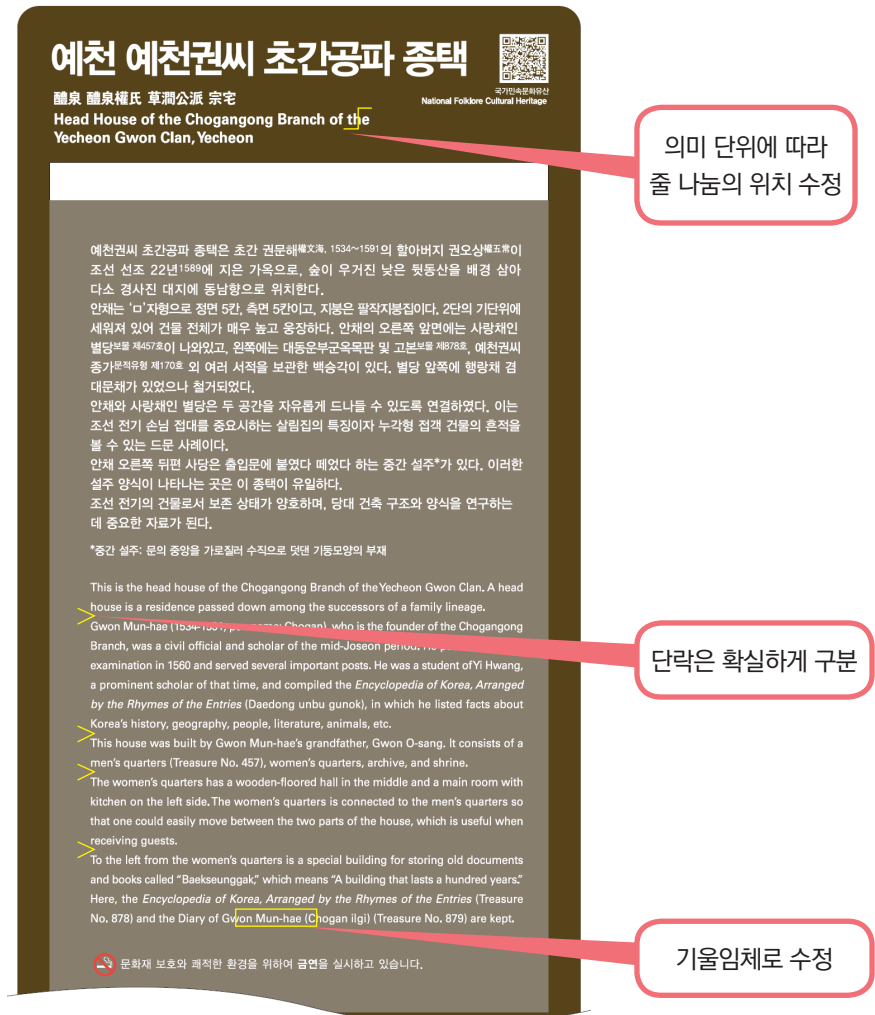 예천 예천권씨 초간공파 종택
국가민속문화유산
National Folklore Cultural Heritage
醴泉 醴泉權氏 草澗公派 宗宅
Head House of the Chogangong Branch of the
Yecheon Gwon Clan, Yecheon
의미 단위에 따라
줄 나눔의 위치 수정
예천권씨 초간공파 종택은 초간 권문해權文海, 1534~1591의 할아버지 권오상權五常이
조선 선조 22년1589에 지은 가옥으로, 숲이 우거진 낮은 뒷동산을 배경 삼아
다소 경사진 대지에 동남향으로 위치한다.
안채는 ‘ㅁ’자형으로 정면 5칸, 측면 5칸이고, 지붕은 팔작지붕집이다. 2단의 기단위에
세워져 있어 건물 전체가 매우 높고 웅장하다. 안채의 오른쪽 앞면에는 사랑채인
별당보물 제457호이 나와있고, 왼쪽에는 대동운부군옥목판 및 고본보물 제878호, 예천권씨
종가문적유형 제170호 외 여러 서적을 보관한 백승각이 있다. 별당 앞쪽에 행랑채 겸
대문채가 있었으나 철거되었다.
안채와 사랑채인 별당은 두 공간을 자유롭게 드나들 수 있도록 연결하였다. 이는
조선 전기 손님 접대를 중요시하는 살림집의 특징이자 누각형 접객 건물의 흔적을
볼 수 있는 드문 사례이다.
안채 오른쪽 뒤편 사당은 출입문에 붙였다 떼었다 하는 중간 설주*가 있다. 이러한
설주 양식이 나타나는 곳은 이 종택이 유일하다.
조선 전기의 건물로서 보존 상태가 양호하며, 당대 건축 구조와 양식을 연구하는
데 중요한 자료가 된다.
*중간 설주: 문의 중앙을 가로질러 수직으로 덧댄 기둥모양의 부재
This is the head house of the Chogangong Branch of the Yecheon Gwon Clan. A head
house is a residence passed down among the successors of a family lineage.
Gwon Mun-hae (1534-1591, Chogan), who is the founder of the Chogangong
Branch, was a civil official and scholar of the mid-Joseon period.
examination in 1560 and served several important posts. He was a student of Yi Hwang,
a prominent scholar of that time, and compiled the Encyclopedia of Korea, Arranged
by the Rhymes of the Entries (Daedong unbu gunok), in which he listed facts about
Korea’s history, geography, people, literature, animals, etc.
단락은 확실하게 구분
This house was built by Gwon Mun-hae’s grandfather, Gwon O-sang. It consists of a
men’s quarters (Treasure No. 457), women’s quarters, archive, and shrine.
The women’s quarters has a wooden-floored hall in the middle and a main room with
kitchen on the left side. The women’s quarters is connected to the men’s quarters so
that one could easily move between the two parts of the house, which is useful when
receiving guests.
To the left from the women’s quarters is a special building for storing old documents
and books called “Baekseunggak,” which means “A building that lasts a hundred years.”
Here, the Encyclopedia of Korea, Arranged by the Rhymes of the Entries (Treasure
No. 878) and the Diary of Gwon Mun-hae (Chogan ilgi) (Treasure No. 879) are kept.
기울임체로 수정
문화재 보호와 쾌적한 환경을 위하여 금연을 실시하고 있습니다.